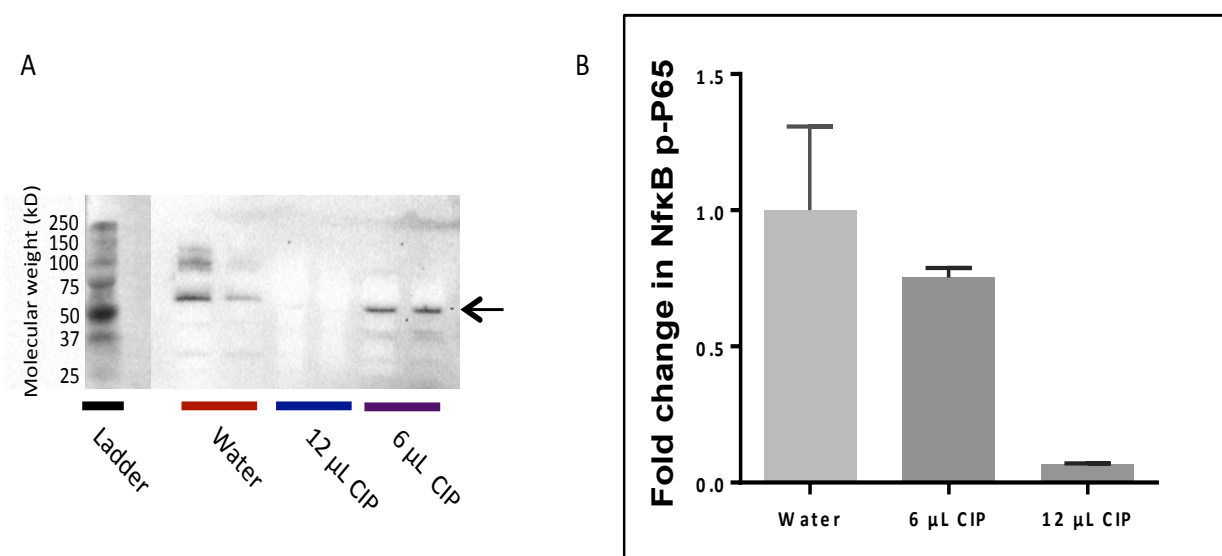 A
Molecular weight (kD)
250
150
100
75
50
37
25
Ladder
Water
12 µL CIP
6 µL CIP
B
Fold change in NfκB p-P65
1.5
1.0
0.5
0.0
Water
6 µL CIP
12 µL CIP